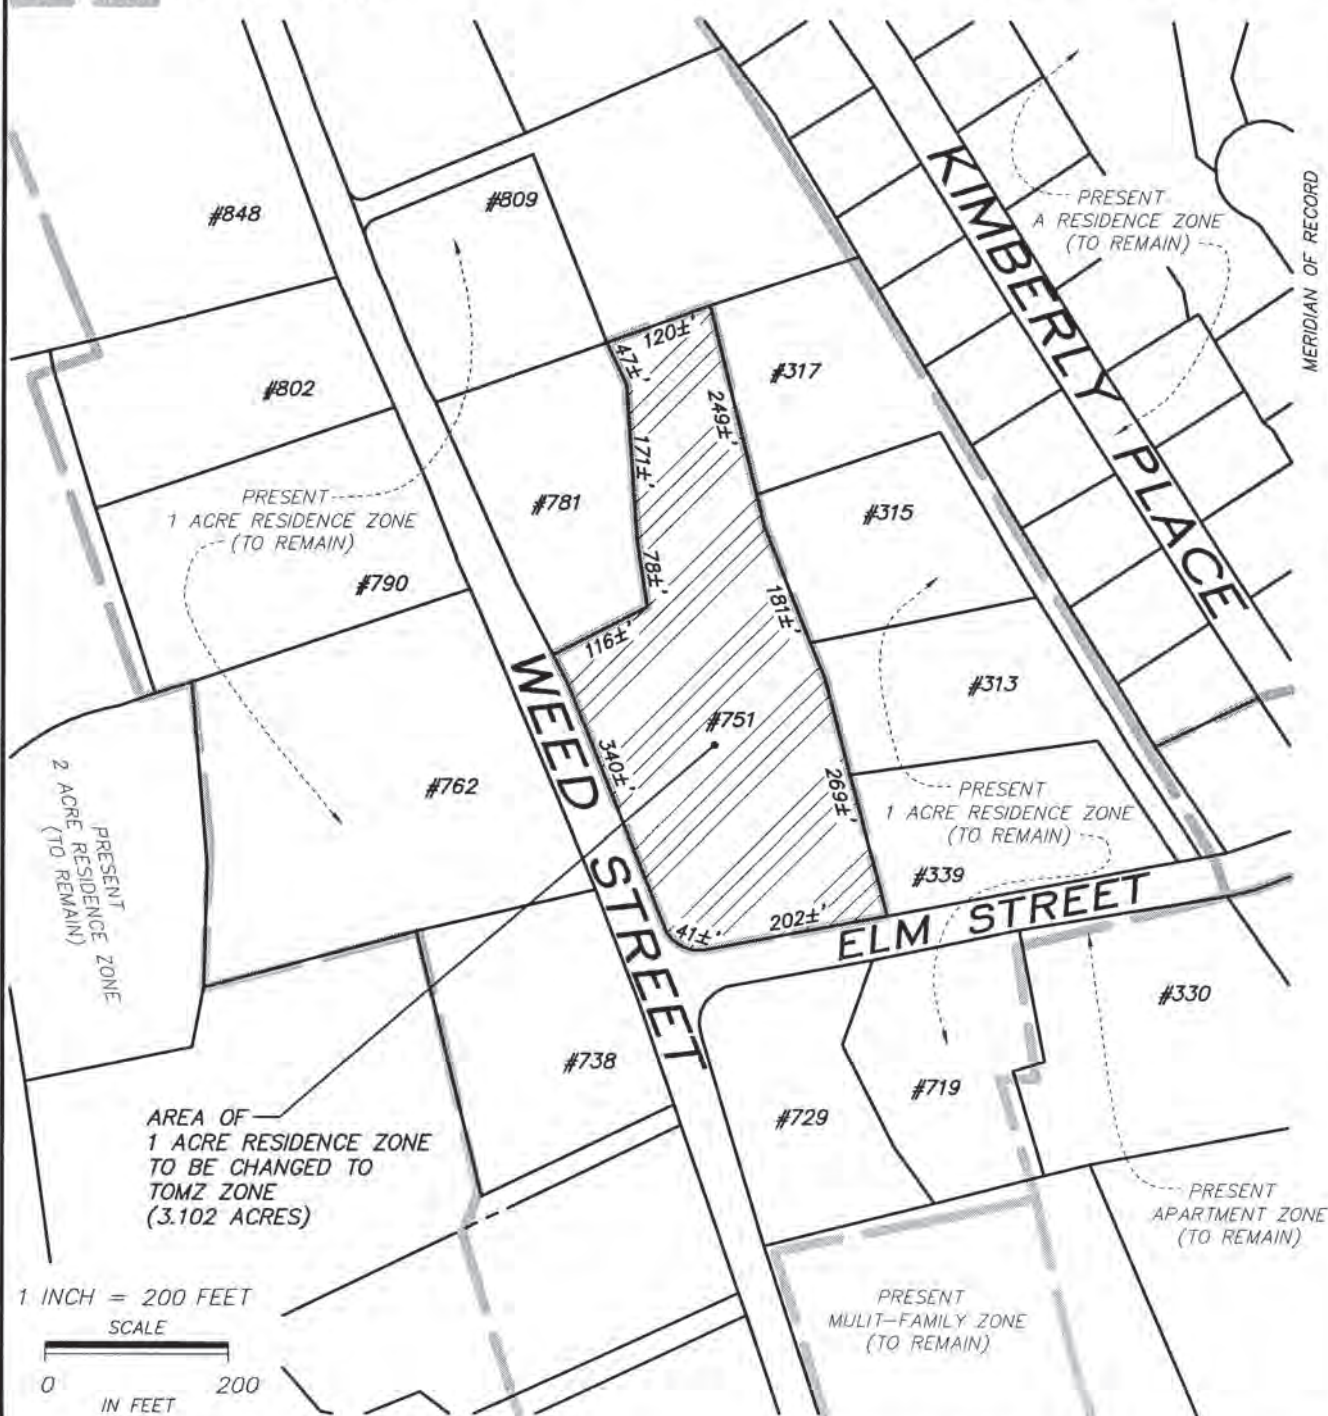 #848
#809
KIMBERLY PLACE
PRESENT
A RESIDENCE ZONE
(TO REMAIN)
MERIDIAN OF RECORD
120±'
47±'
#317
#802
249±'
171±'
PRESENT
1 ACRE RESIDENCE ZONE
(TO REMAIN)
#781
#315
#790
78±'
181±'
116±'
WEED STREET
#313
#751
340±'
269±'
#762
PRESENT
2 ACRE RESIDENCE ZONE
(TO REMAIN)
PRESENT
1 ACRE RESIDENCE ZONE
(TO REMAIN)
#339
202±'
41±'
ELM STREET
#330
#738
#719
#729
AREA OF
1 ACRE RESIDENCE ZONE
TO BE CHANGED TO
TOMZ ZONE
(3.102 ACRES)
PRESENT
APARTMENT ZONE
(TO REMAIN)
1 INCH = 200 FEET
SCALE
0 200
IN FEET
PRESENT
MULIT-FAMILY ZONE
(TO REMAIN)